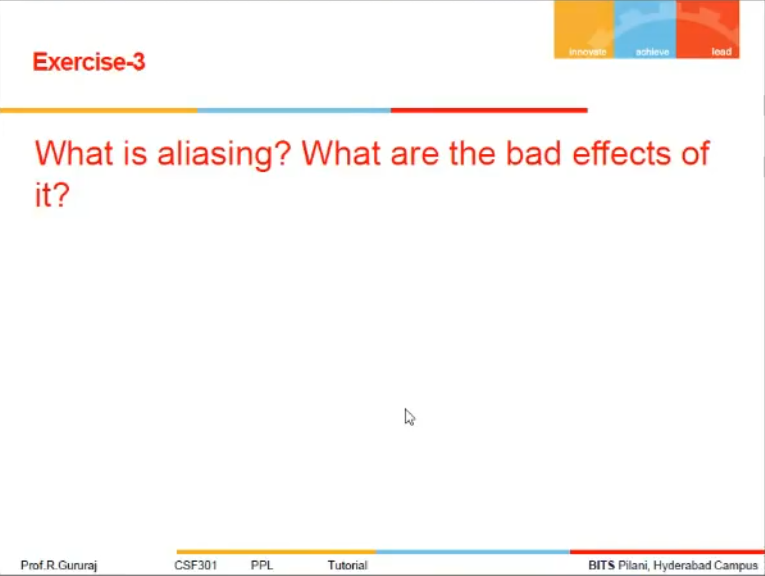 innovate achieve lead
Exercise-3
What is aliasing? What are the bad effects of
it?
Prof.R.Gururaj CSF301 PPL Tutorial BITS Pilani, Hyderabad Campus